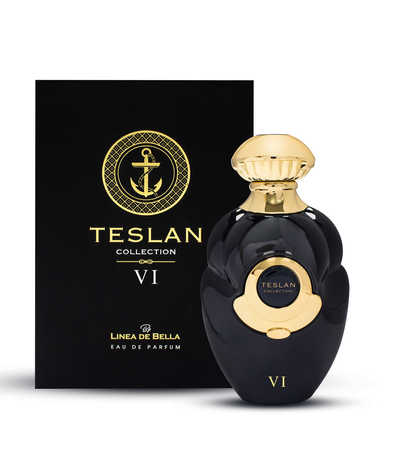 TESLAN
COLLECTION
VI
LINEA DE BELLA
EAU DE PARFUM
TESLAN
COLLECTION
VI